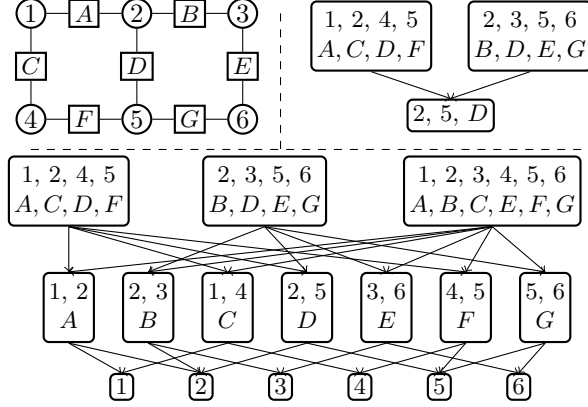 1 A 2 B 3
C D E
4 F 5 G 6
1, 2, 4, 5
A, C, D, F
2, 3, 5, 6
B, D, E, G
2, 5, D
1, 2, 4, 5
A, C, D, F
2, 3, 5, 6
B, D, E, G
1, 2, 3, 4, 5, 6
A, B, C, E, F, G
1, 2
A
2, 3
B
1, 4
C
2, 5
D
3, 6
E
4, 5
F
5, 6
G
1 2 3 4 5 6